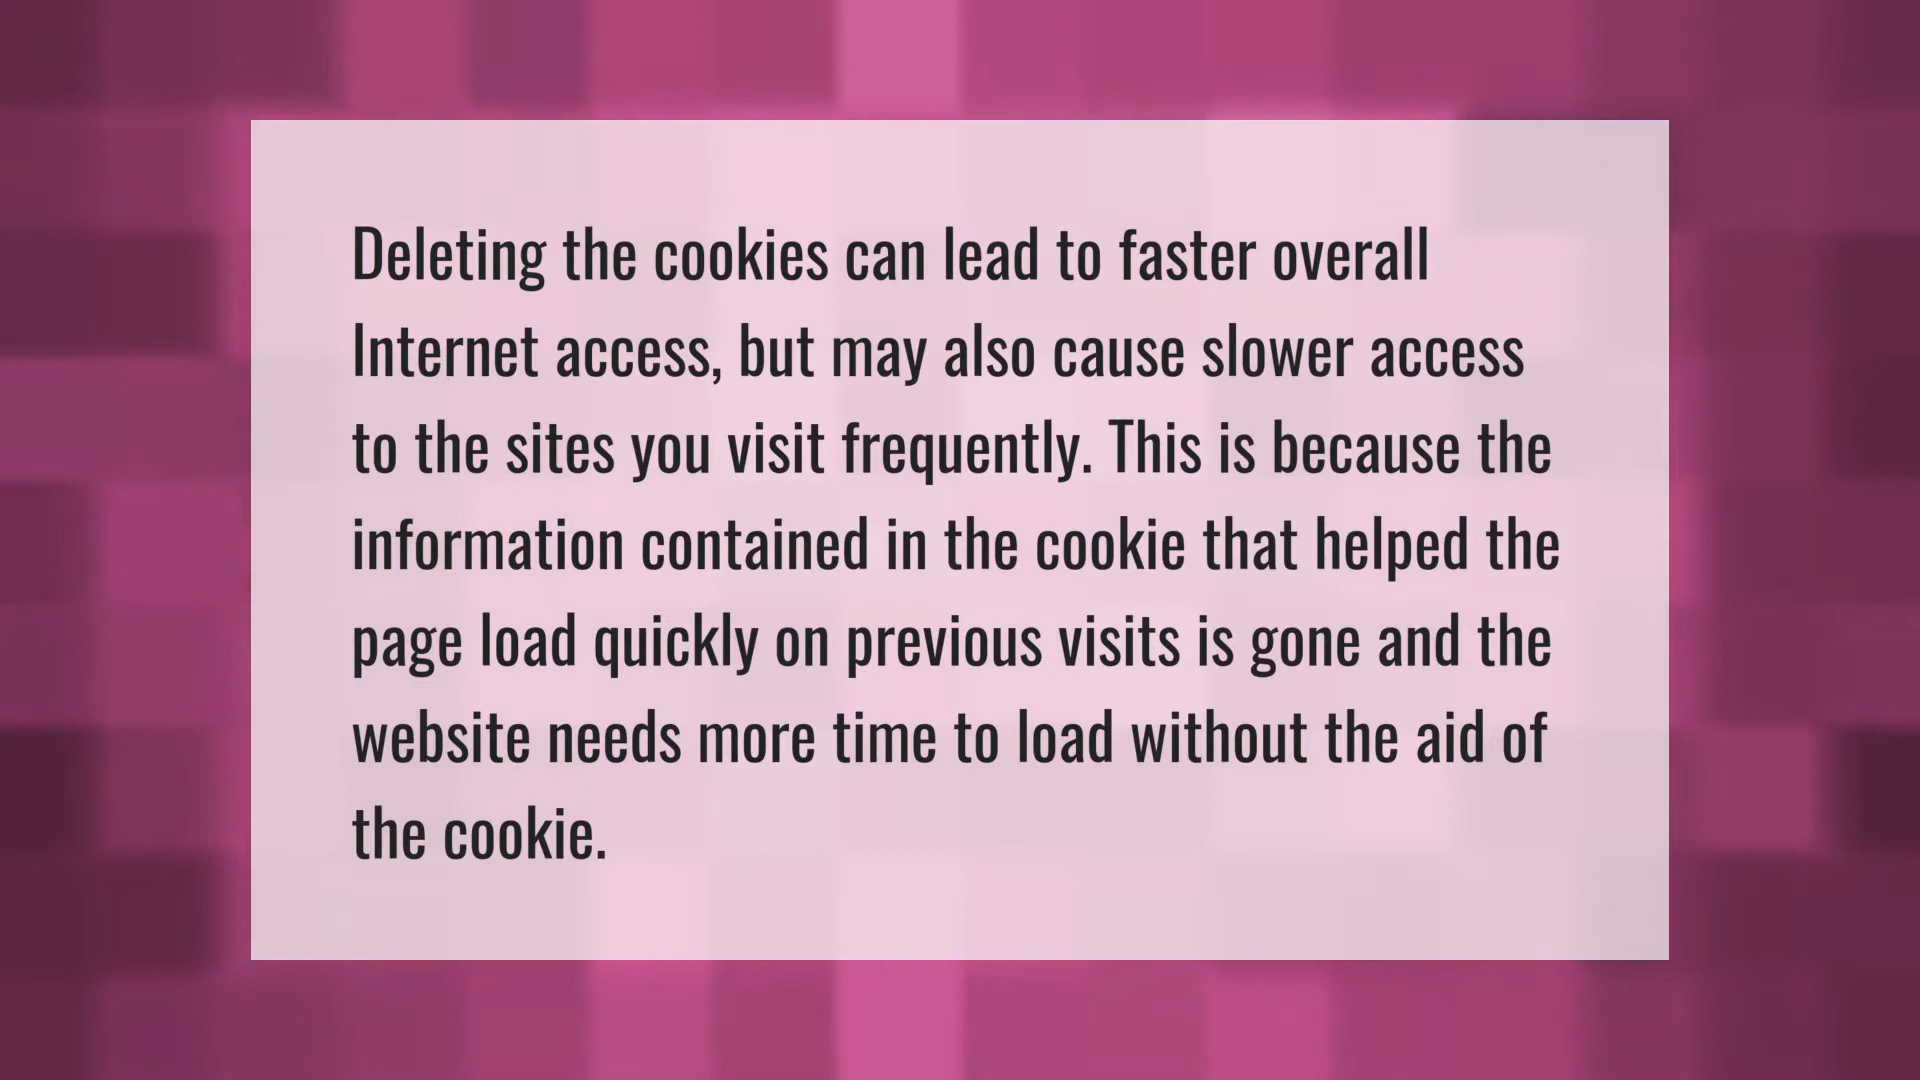 Deleting the cookies can lead to faster overall
Internet access, but may also cause slower access
to the sites you visit frequently. This is because the
information contained in the cookie that helped the
page load quickly on previous visits is gone and the
website needs more time to load without the aid of
the cookie.